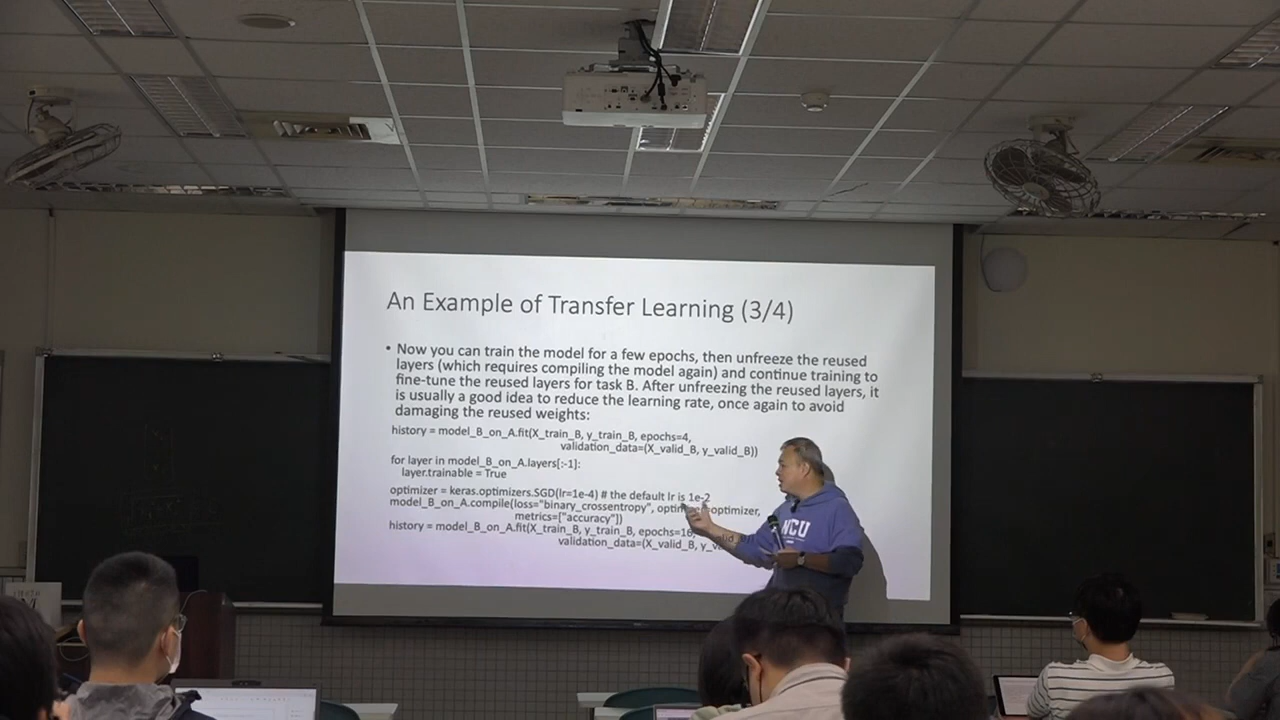 An Example of Transfer Learning (3/4)
• Now you can train the model for a few epochs, then unfreeze the reused
layers (which requires compiling the model again) and continue training to
fine-tune the reused layers for task B. After unfreezing the reused layers, it
is usually a good idea to reduce the learning rate, once again to avoid
damaging the reused weights:
history = model_B_on_A.fit(X_train_B, y_train_B, epochs=4,
validation_data=(X_valid_B, y_valid_B))
for layer in model_B_on_A.layers[:-1]:
layer.trainable = True
optimizer = keras.optimizers.SGD(lr=1e-4) # the default lr is 1e-2
model_B_on_A.compile(loss="binary_crossentropy", optimizer=optimizer,
metrics=["accuracy"])
history = model_B_on_A.fit(X_train_B, y_train_B, epochs=16,
validation_data=(X_valid_B,
NCU